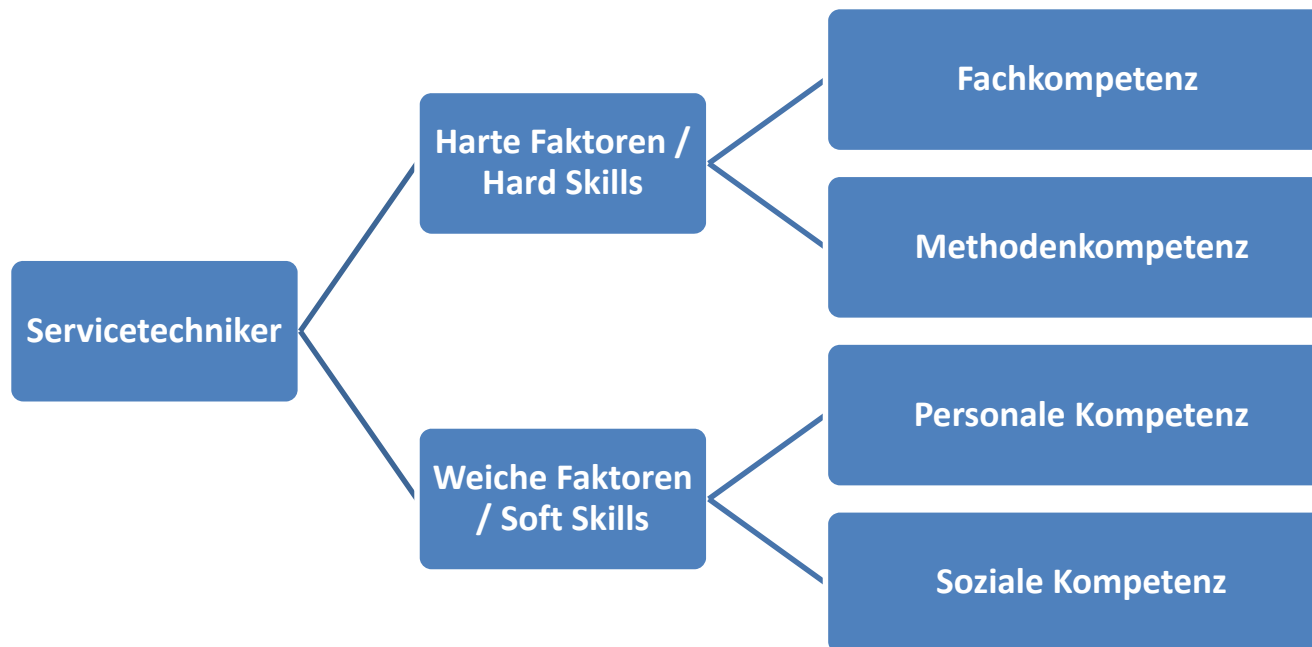 Servicetechniker
Harte Faktoren /
Hard Skills
Fachkompetenz
Methodenkompetenz
Weiche Faktoren
/ Soft Skills
Personale Kompetenz
Soziale Kompetenz